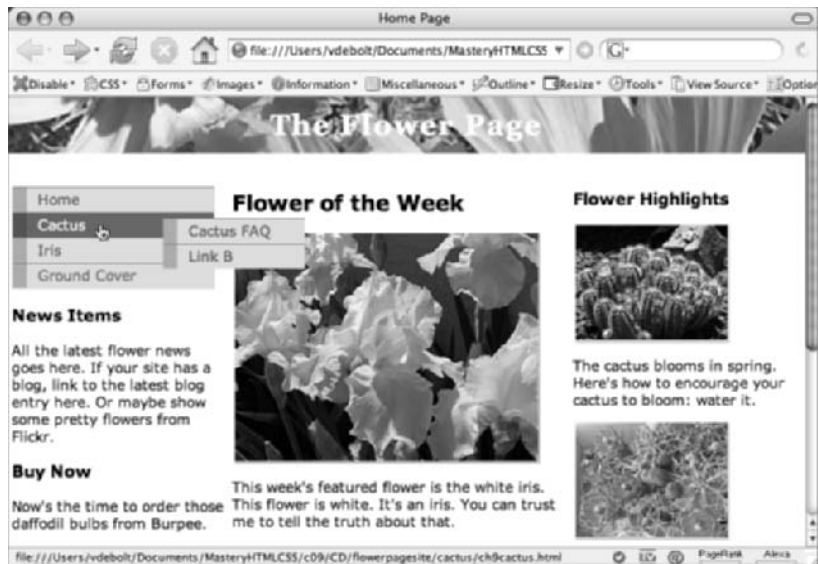 Home Page
file:///Users/vdebolt/Documents/MasteryHTMLCSS
G
Disable CSS Forms Images Information Miscellaneous Outline Resize Tools View Source Option
The Flower Page
Home
Cactus
Iris
Ground Cover
Cactus FAQ
Link B
News Items
All the latest flower news
goes here. If your site has a
blog, link to the latest blog
entry here. Or maybe show
some pretty flowers from
Flickr.
Buy Now
Now's the time to order those
daffodil bulbs from Burpee.
Flower of the Week
This week's featured flower is the white iris.
This flower is white. It's an iris. You can trust
me to tell the truth about that.
Flower Highlights
The cactus blooms in spring.
Here's how to encourage your
cactus to bloom: water it.
file:///Users/vdebolt/Documents/MasteryHTMLCSS/c09/CD/flowerpagesite/cactus/ch9cactus.html
PageRank Alexa